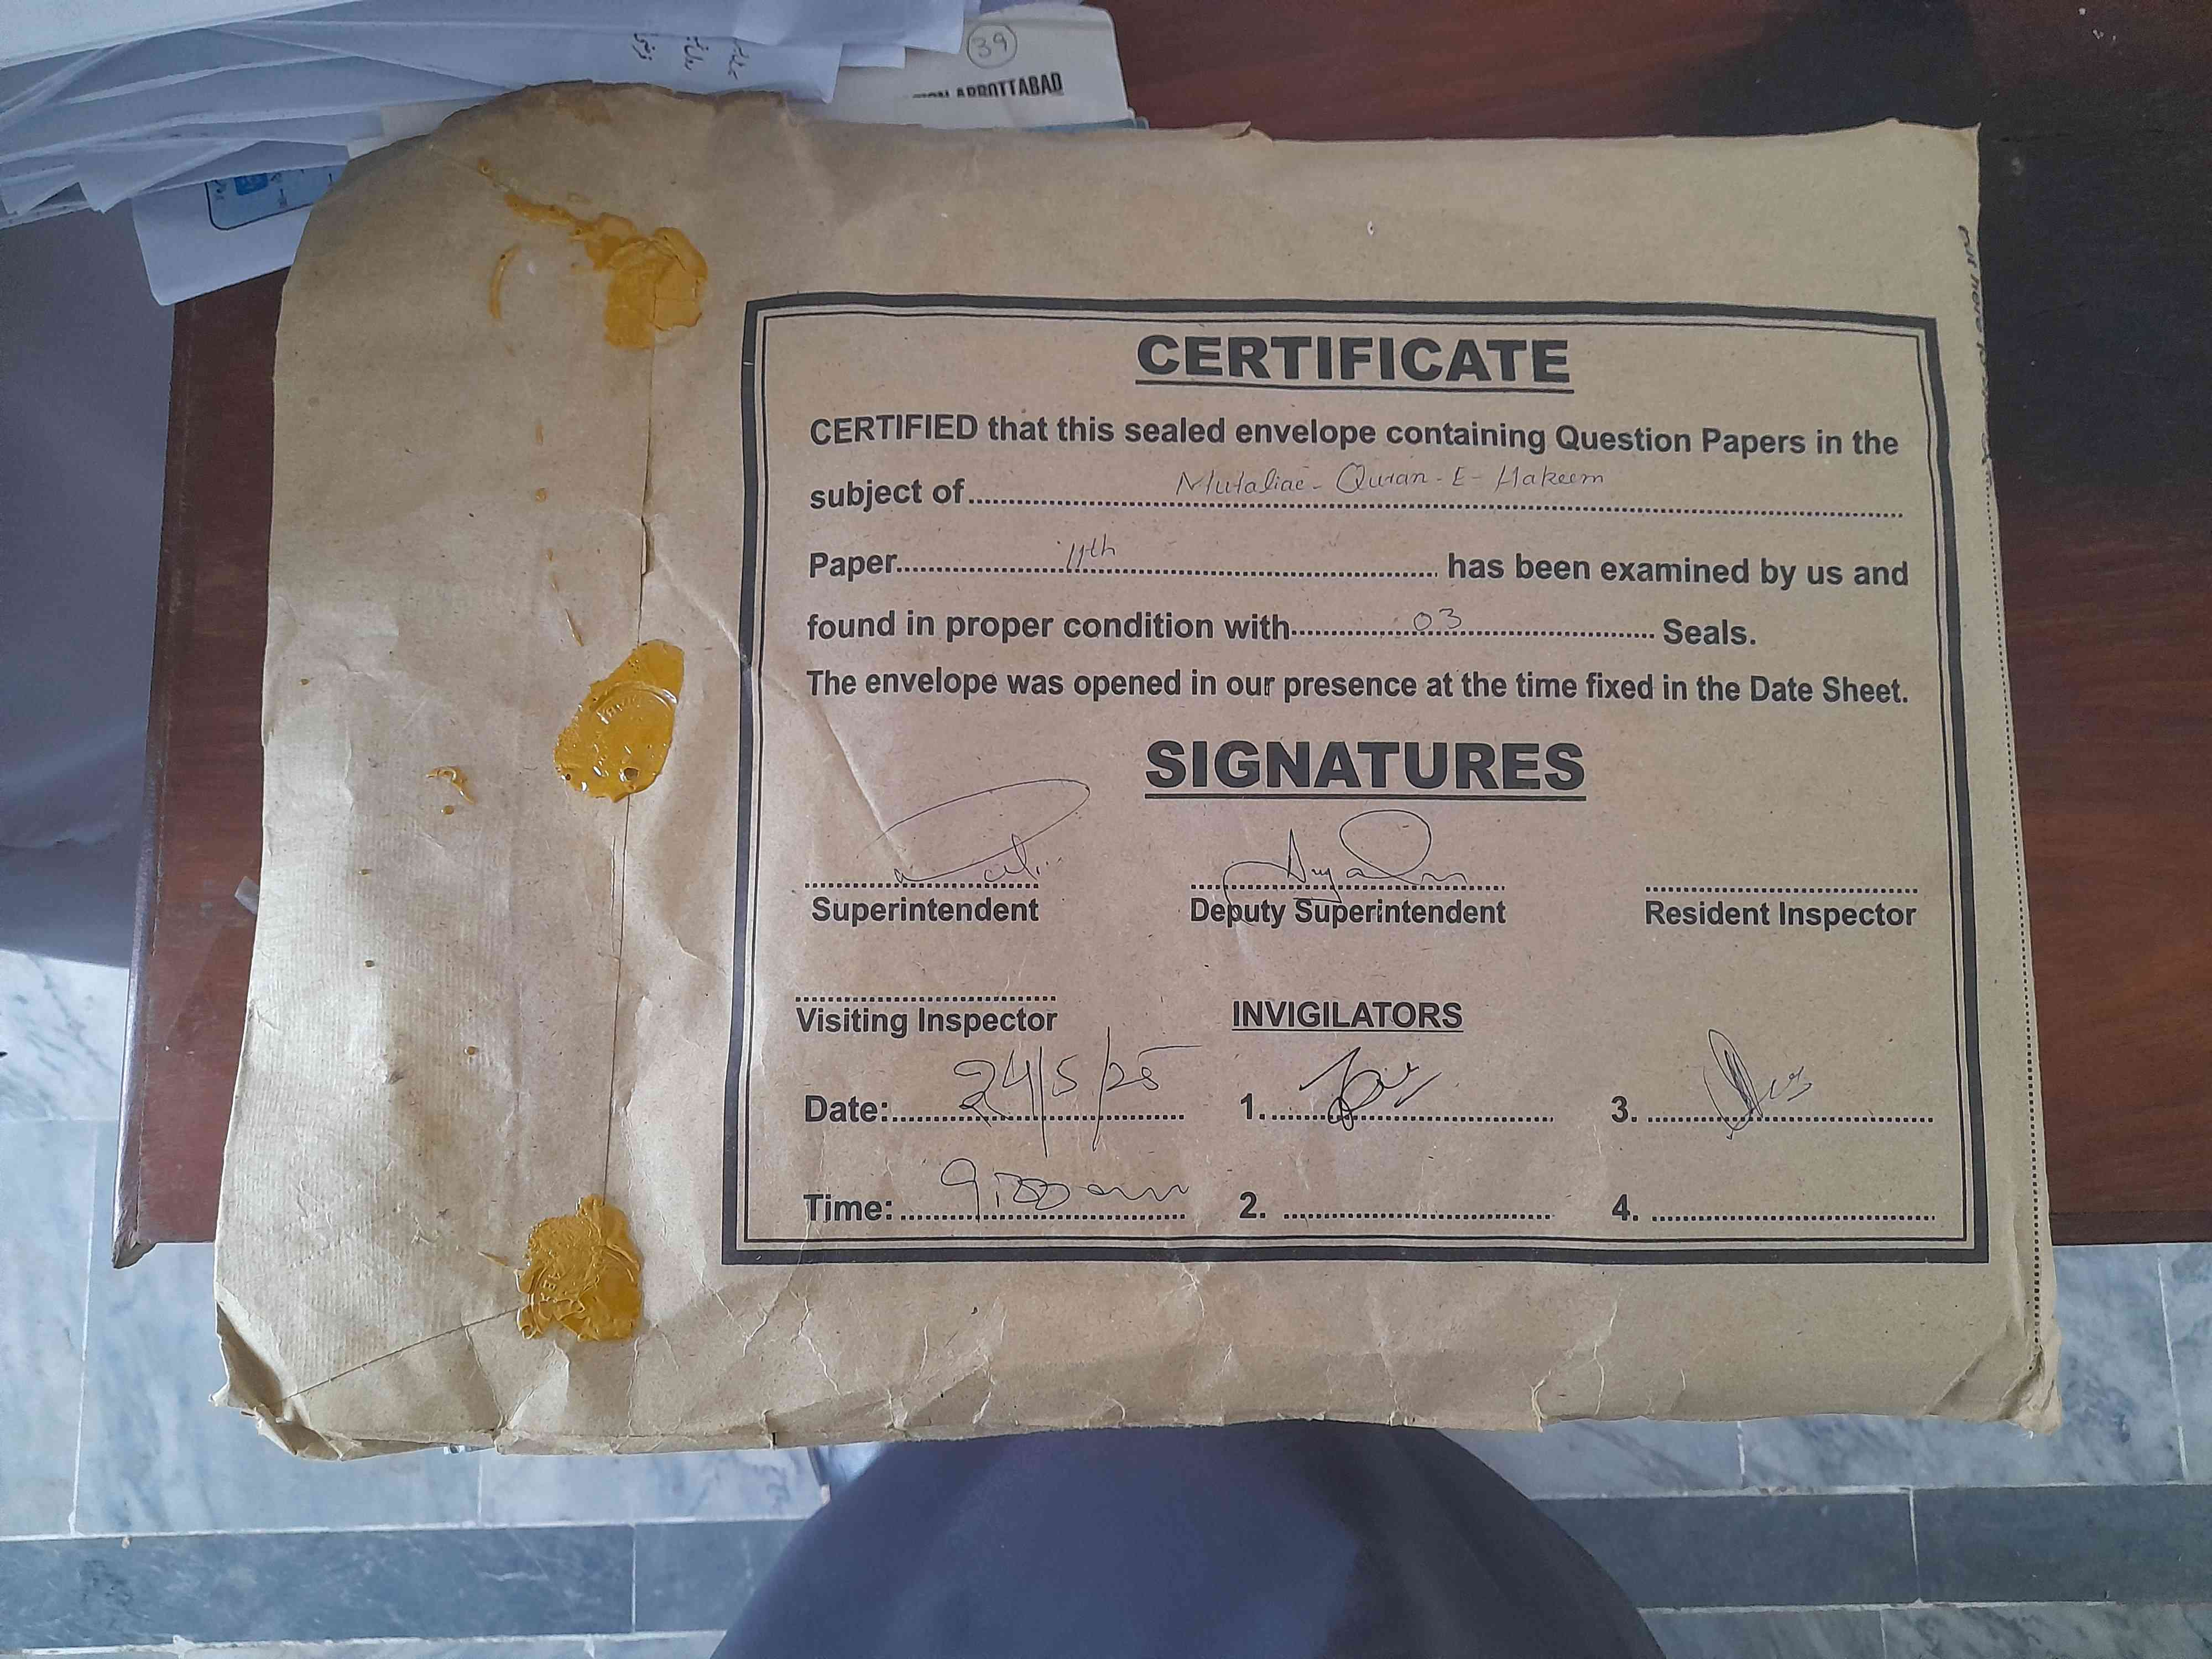 39
ABBOTTABAD
CERTIFICATE
CERTIFIED that this sealed envelope containing Question Papers in the
subject of Mutaliae - Quran - E - Hakeem
Paper 11th has been examined by us and
found in proper condition with 03 Seals.
The envelope was opened in our presence at the time fixed in the Date Sheet.
SIGNATURES
Superintendent Deputy Superintendent Resident Inspector
Visiting Inspector INVIGILATORS
Date: 24/5/25 1. 3.
Time: 2. 4.